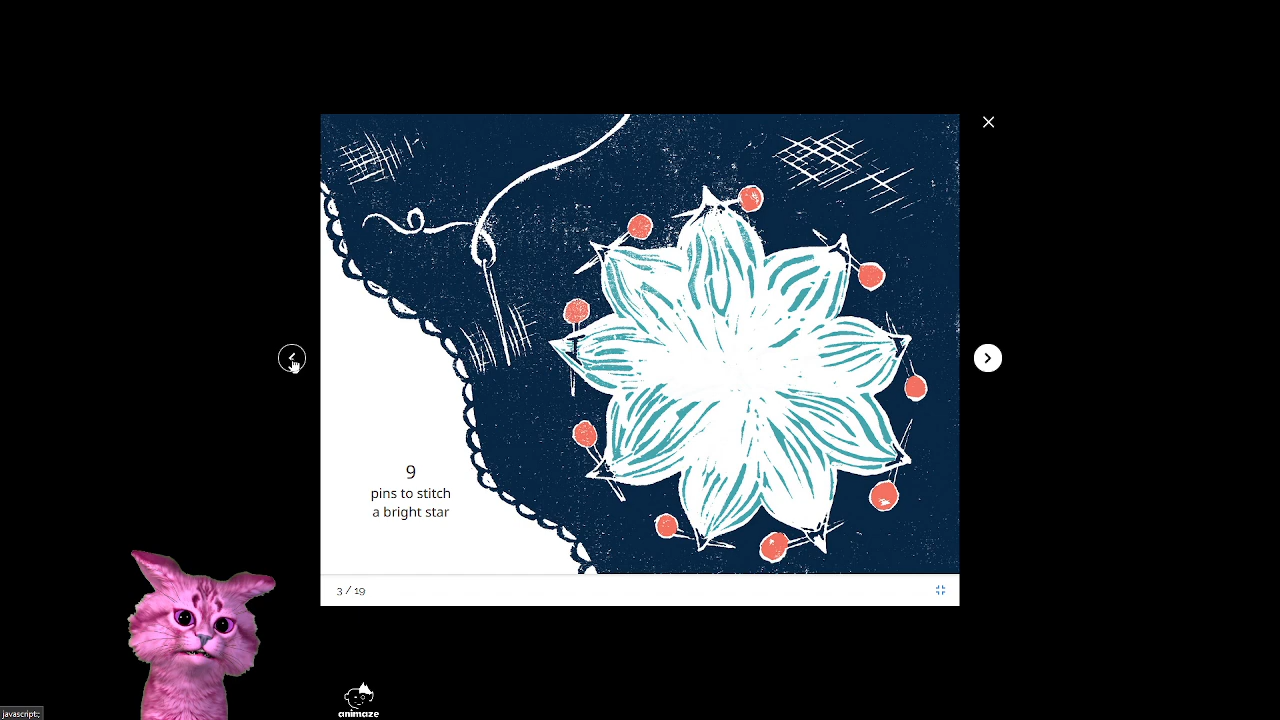 9
pins to stitch
a bright star
3 / 19
animaze
javascript:;